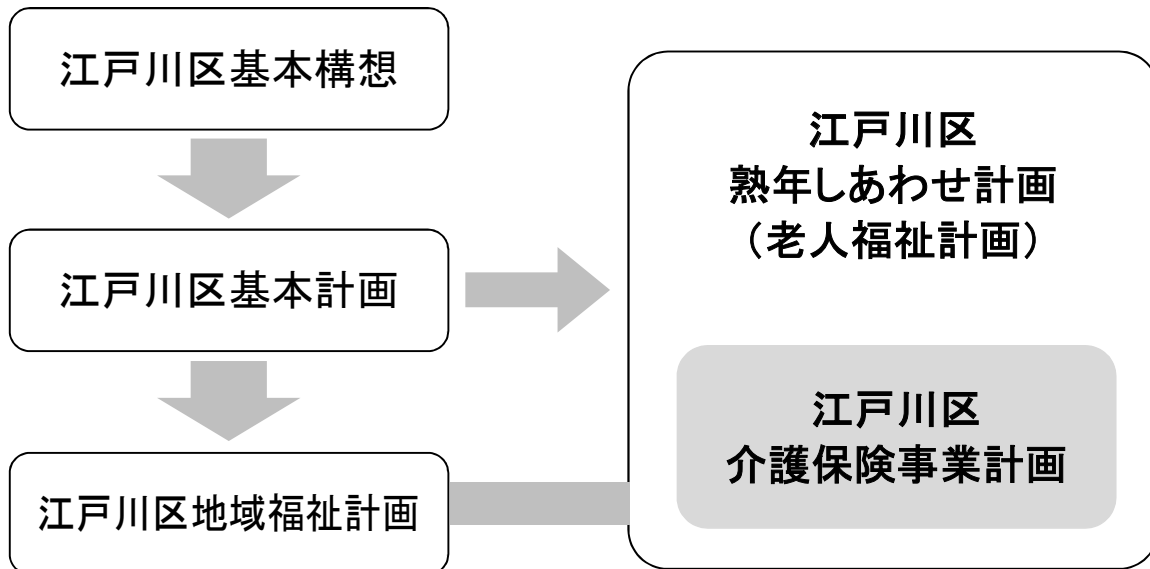 江戸川区基本構想
江戸川区基本計画
江戸川区地域福祉計画
江戸川区
熟年しあわせ計画
（老人福祉計画）
江戸川区
介護保険事業計画